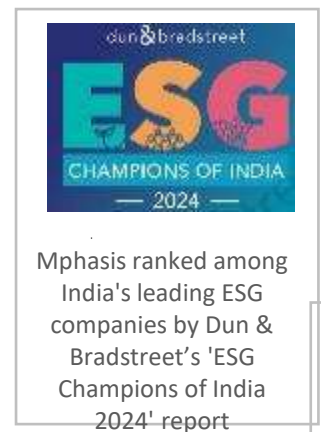 dun & bradstreet
ESG
CHAMPIONS OF INDIA
— 2024 —
Mphasis ranked among
India's leading ESG
companies by Dun &
Bradstreet’s 'ESG
Champions of India
2024' report